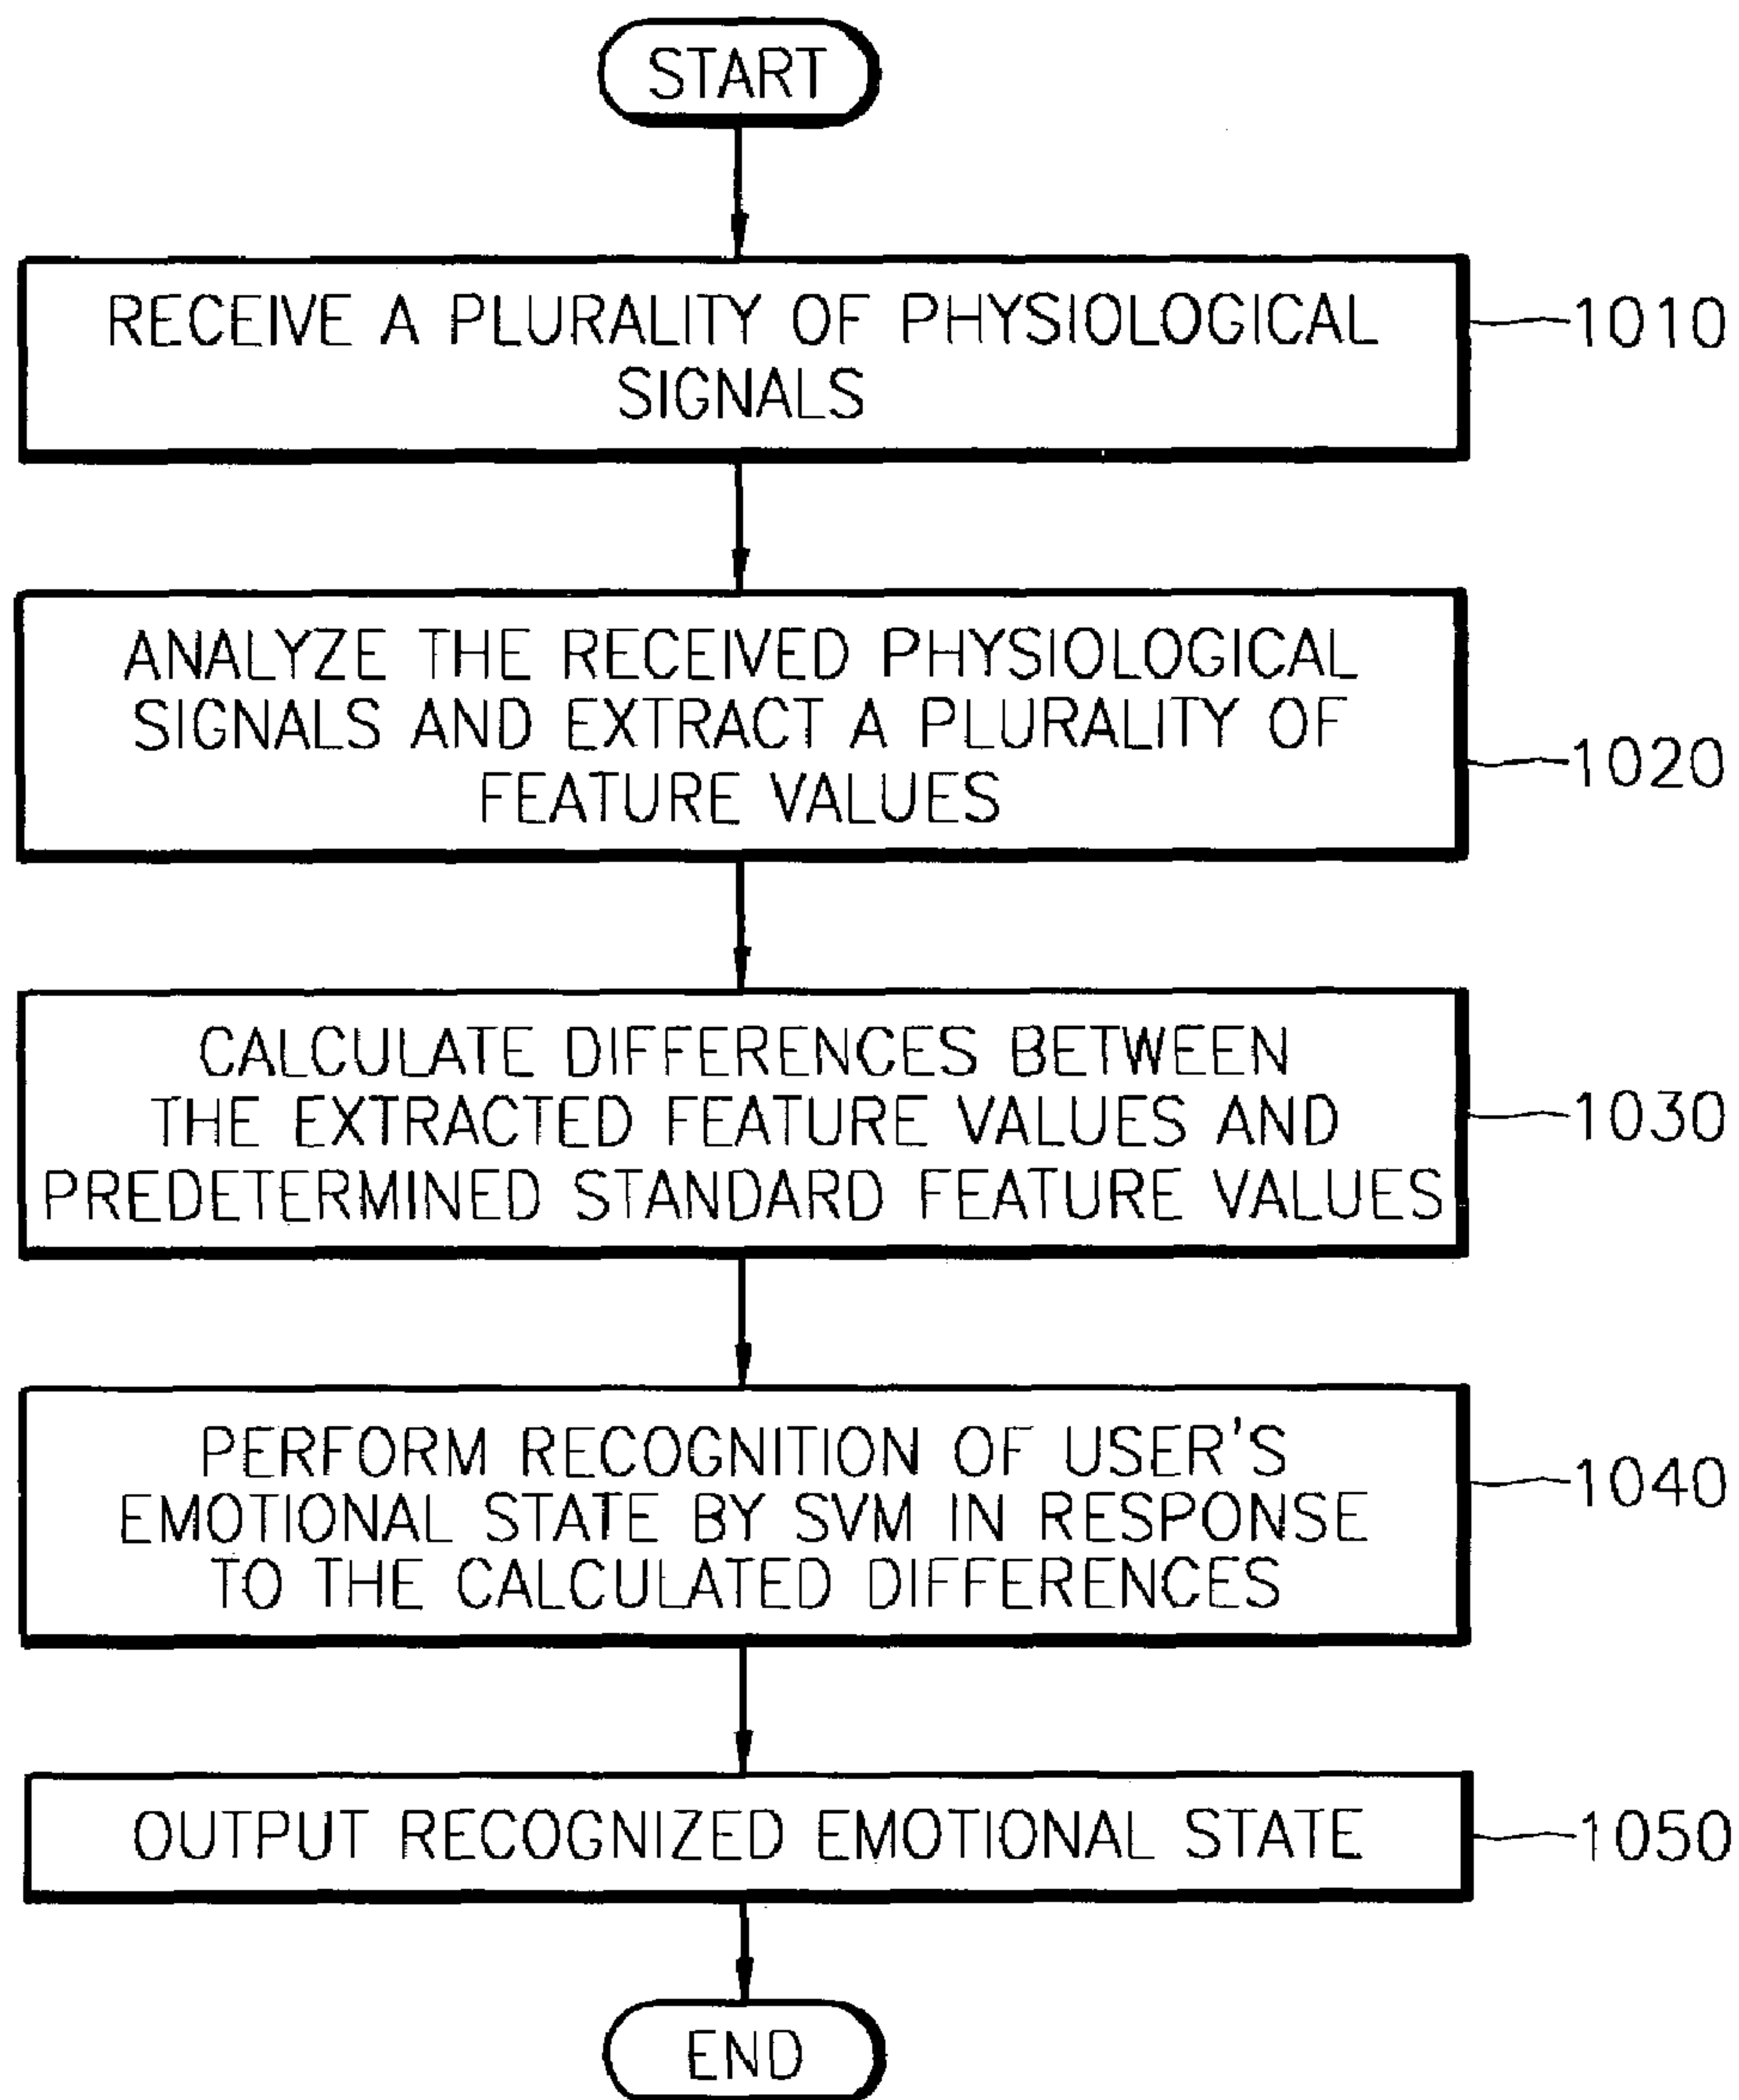 START
RECEIVE A PLURALITY OF PHYSIOLOGICAL
SIGNALS
1010
ANALYZE THE RECEIVED PHYSIOLOGICAL
SIGNALS AND EXTRACT A PLURALITY OF
FEATURE VALUES
1020
CALCULATE DIFFERENCES BETWEEN
THE EXTRACTED FEATURE VALUES AND
PREDETERMINED STANDARD FEATURE VALUES
1030
PERFORM RECOGNITION OF USER'S
EMOTIONAL STATE BY SVM IN RESPONSE
TO THE CALCULATED DIFFERENCES
1040
OUTPUT RECOGNIZED EMOTIONAL STATE
1050
END